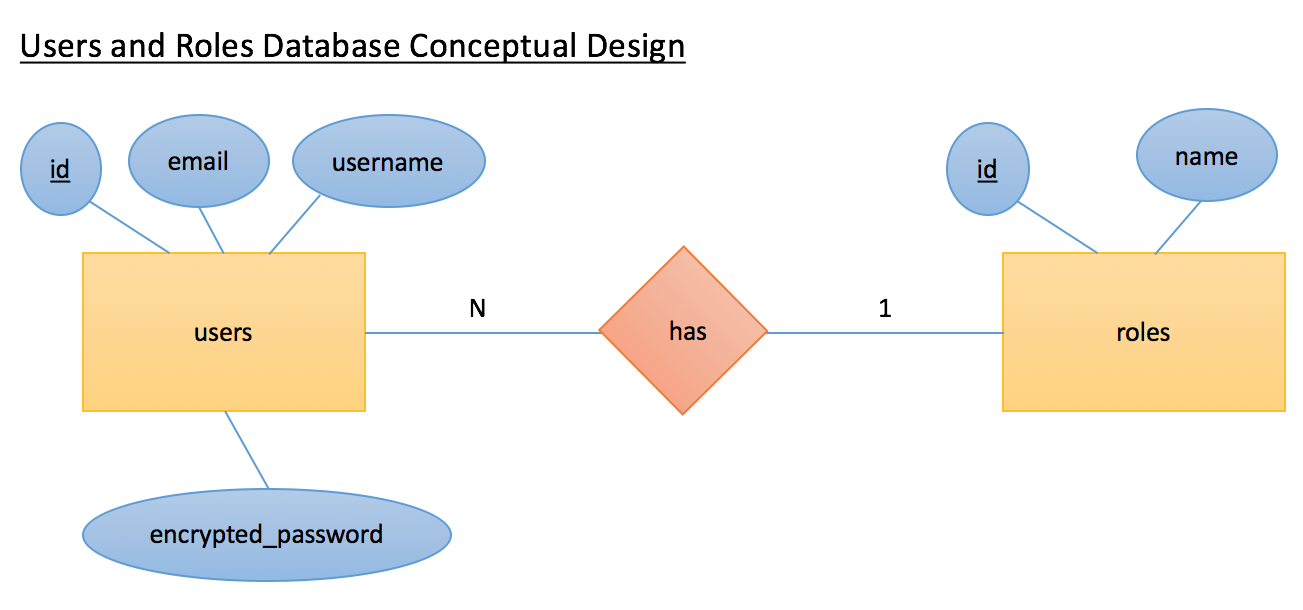 Users and Roles Database Conceptual Design
id
email
username
id
name
users
N
has
1
roles
encrypted_password